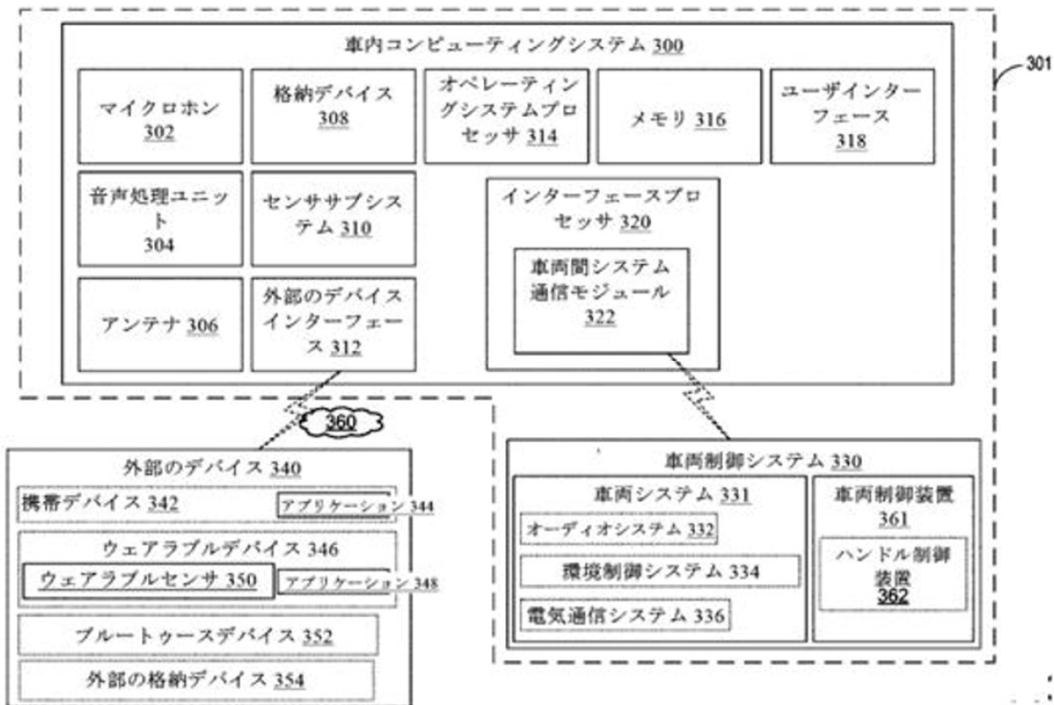 車内コンピューティングシステム 300
301
マイクロホン
302
格納デバイス
308
オペレーティ
ングシステムプロ
セッサ 314
メモリ 316
ユーザインター
フェース
318
音声処理ユニッ
ト
304
センササブシス
テム 310
インターフェースプロ
セッサ 320
車両間システム
通信モジュール
322
アンテナ 306
外部のデバイス
インターフェー
ス 312
360
外部のデバイス 340
携帯デバイス 342
アプリケーション 344
ウェアラブルデバイス 346
ウェアラブルセンサ 350
アプリケーション 348
ブルートゥースデバイス 352
外部の格納デバイス 354
車両制御システム 330
車両システム 331
オーディオシステム 332
環境制御システム 334
電気通信システム 336
車両制御装置
361
ハンドル制御
装置
362